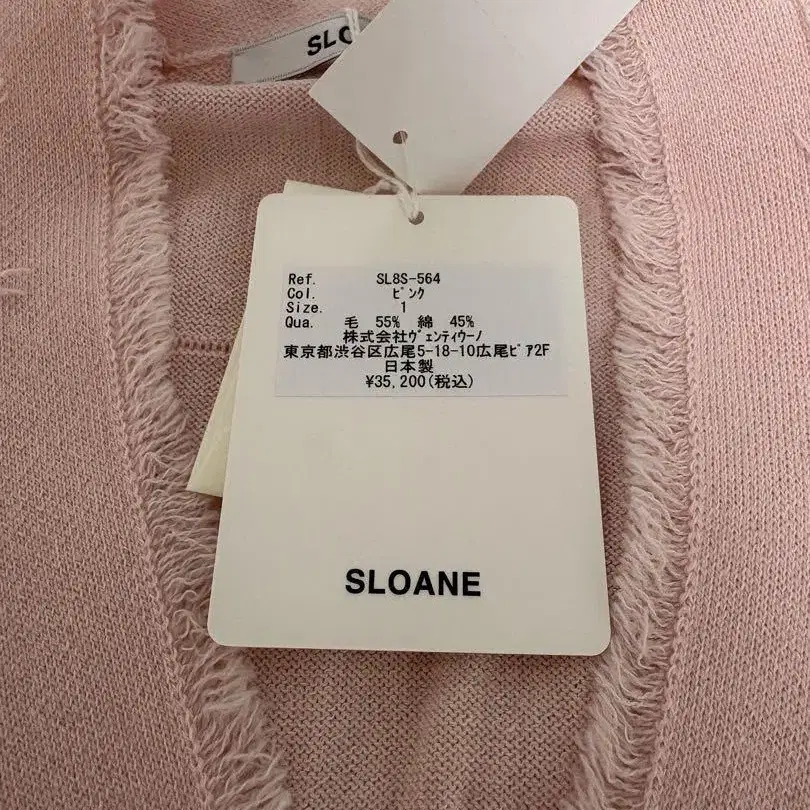 SLO
Ref. SL8S-564
Col. ピンク
Size. 1
Qua. 毛 55% 綿 45%
株式会社ヴェンティウーノ
東京都渋谷区広尾5-18-10広尾ピア2F
日本製
¥35,200(税込)
SLOANE